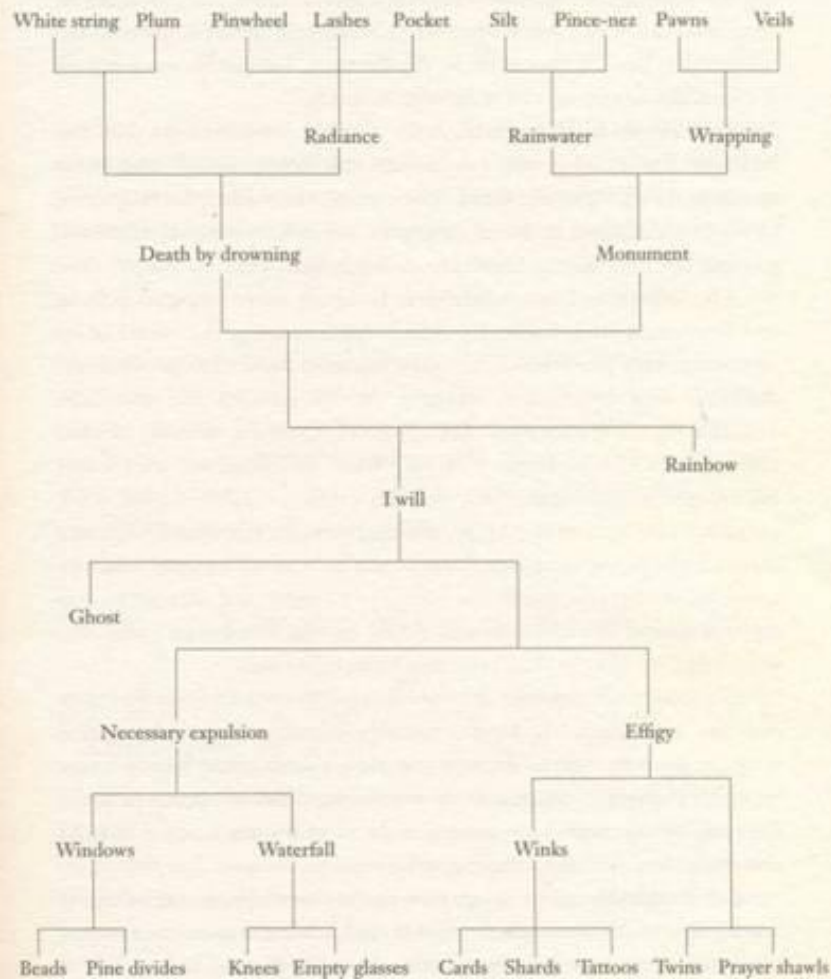 White string Plum Pinwheel Lashes Pocket Silt Pince-nez Pawns Veils
Radiance Rainwater Wrapping
Death by drowning Monument
Rainbow
I will
Ghost
Necessary expulsion Effigy
Windows Waterfall Winks
Beads Pine divides Knees Empty glasses Cards Shards Tattoos Twins Prayer shawls